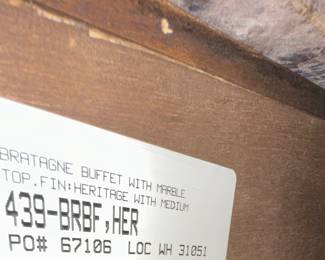 BRATAGNE BUFFET WITH MARBLE
TOP.FIN:HERITAGE WITH MEDIUM
439-BRBF,HER
PO# 67106 LOC WH 31051